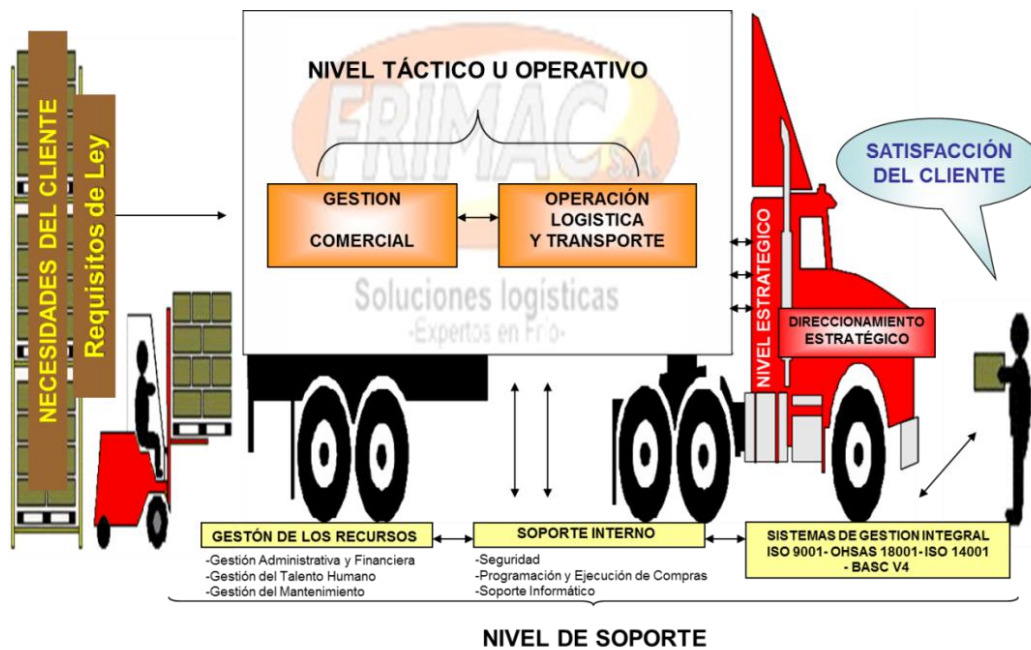 NECESIDADES DEL CLIENTE
Requisitos de Ley
NIVEL TÁCTICO U OPERATIVO
FRIMAC S.A.
GESTION
COMERCIAL
OPERACIÓN
LOGISTICA
Y TRANSPORTE
Soluciones logísticas
-Expertos en Frío-
NIVEL ESTRATEGICO
DIRECCIONAMIENTO
ESTRATÉGICO
SATISFACCIÓN
DEL CLIENTE
GESTÓN DE LOS RECURSOS
-Gestión Administrativa y Financiera
-Gestión del Talento Humano
-Gestión del Mantenimiento
SOPORTE INTERNO
-Seguridad
-Programación y Ejecución de Compras
-Soporte Informático
SISTEMAS DE GESTION INTEGRAL
ISO 9001- OHSAS 18001- ISO 14001
- BASC V4
NIVEL DE SOPORTE